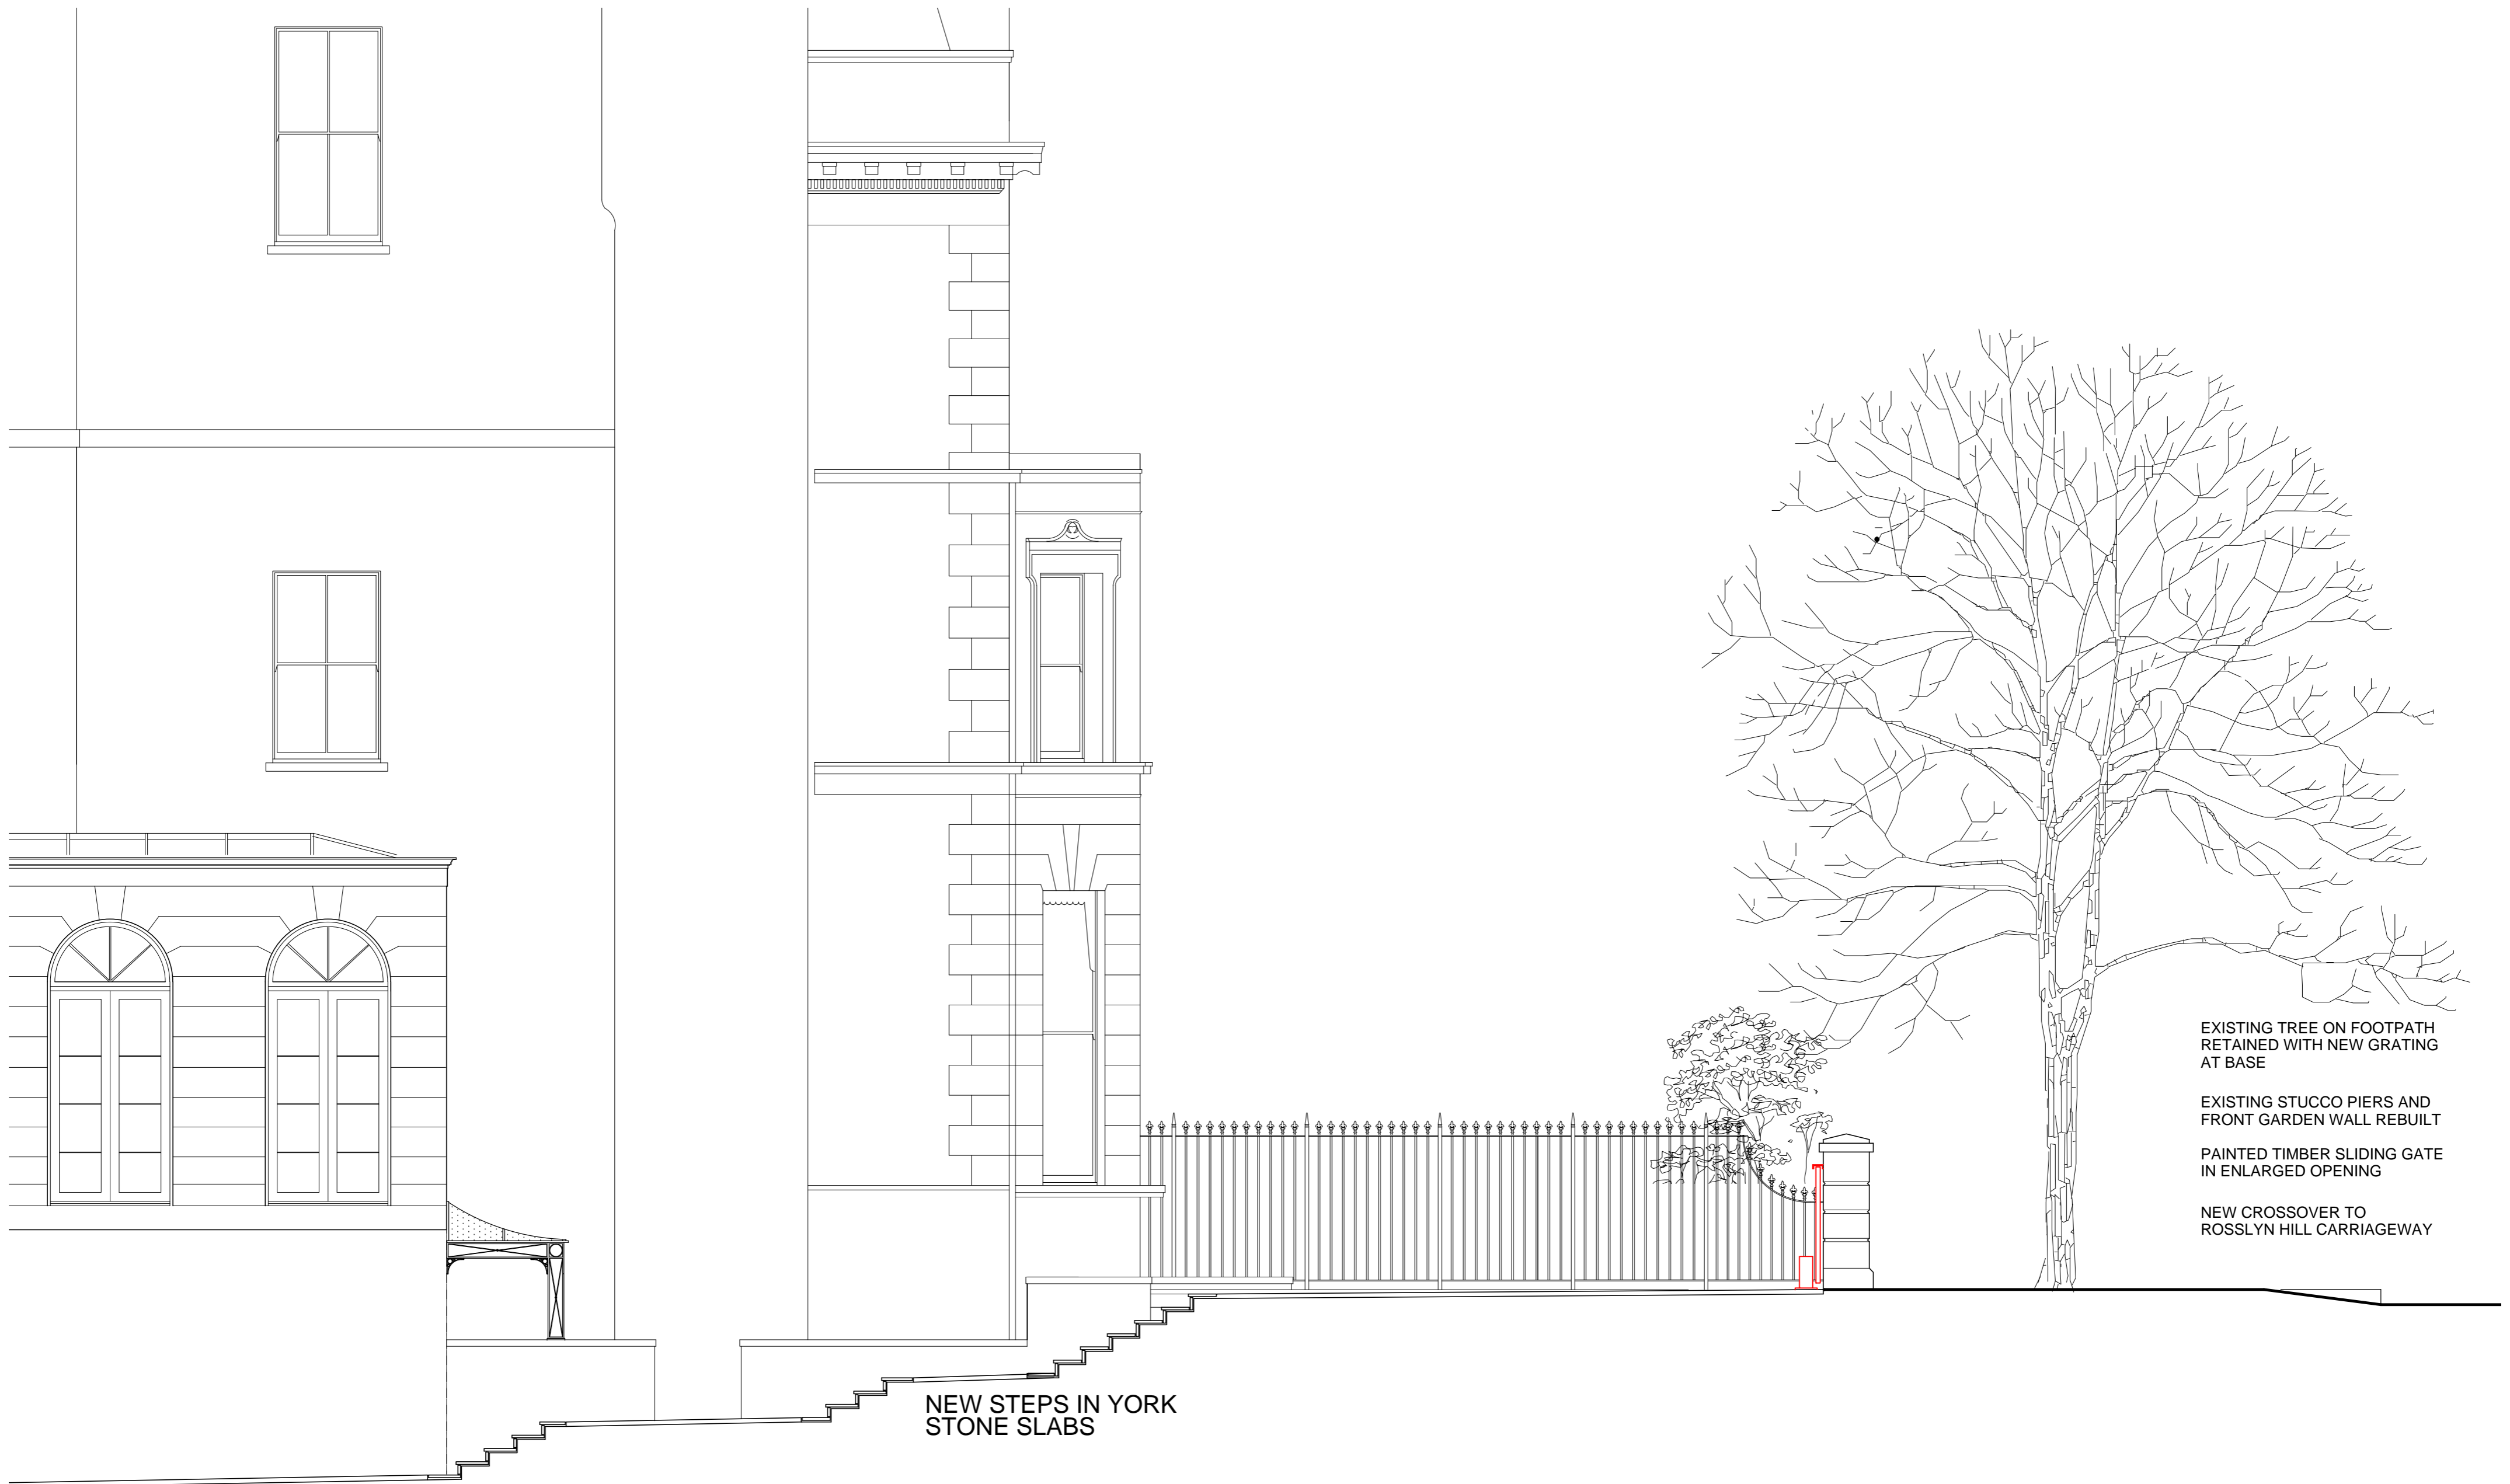 EXISTING TREE ON FOOTPATH
RETAINED WITH NEW GRATING
AT BASE
EXISTING STUCCO PIERS AND
FRONT GARDEN WALL REBUILT
PAINTED TIMBER SLIDING GATE
IN ENLARGED OPENING
NEW CROSSOVER TO
ROSSLYN HILL CARRIAGEWAY
NEW STEPS IN YORK
STONE SLABS